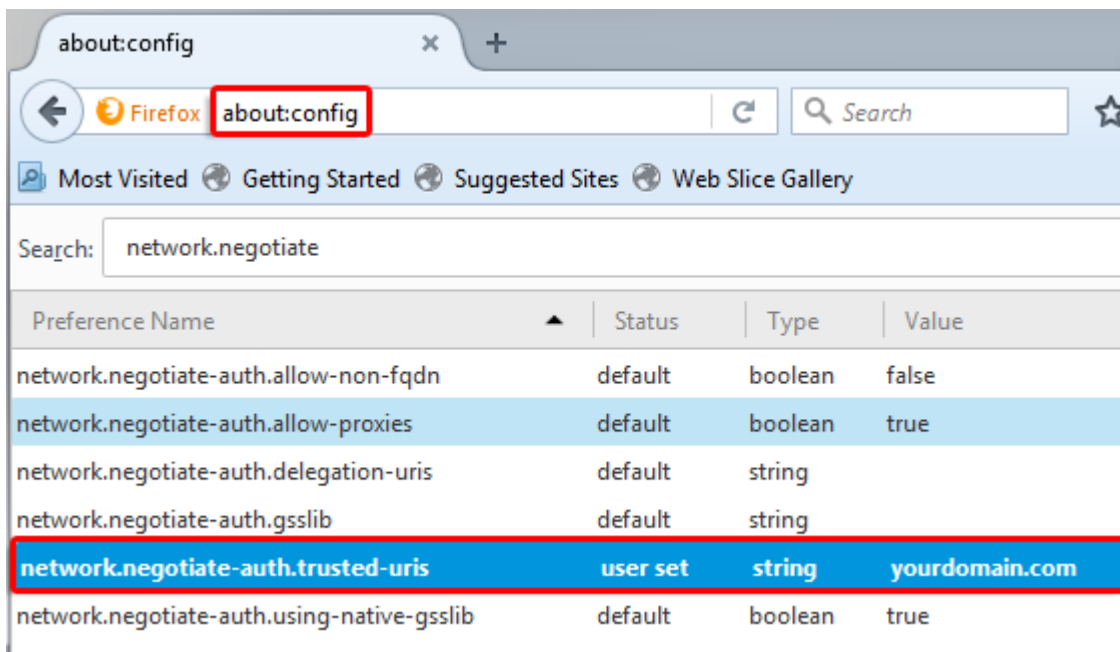 about:config
Firefox about:config Search
Most Visited Getting Started Suggested Sites Web Slice Gallery
Search: network.negotiate
Preference Name Status Type Value
network.negotiate-auth.allow-non-fqdn default boolean false
network.negotiate-auth.allow-proxies default boolean true
network.negotiate-auth.delegation-uris default string
network.negotiate-auth.gsslib default string
network.negotiate-auth.trusted-uris user set string yourdomain.com
network.negotiate-auth.using-native-gsslib default boolean true